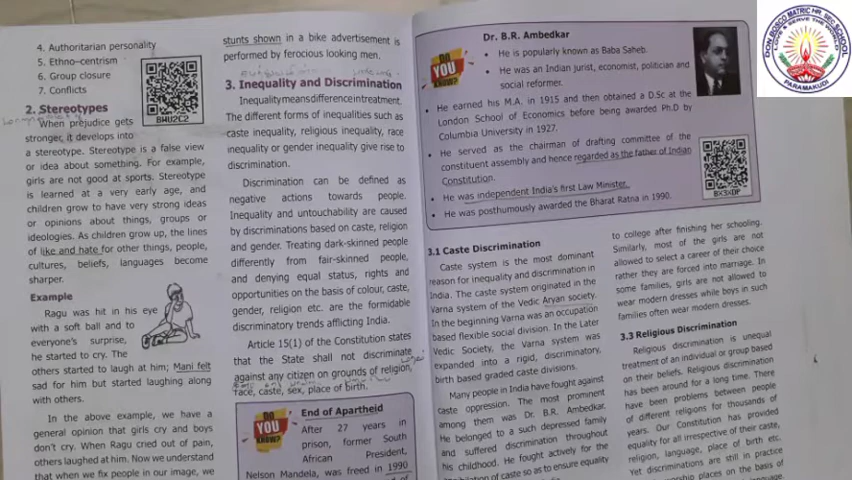 4. Authoritarian personality
5. Ethno–centrism
6. Group closure
7. Conflicts
BWU2C2
2. Stereotypes
When prejudice gets
stronger, it develops into
a stereotype. Stereotype is a false view
or idea about something. For example,
girls are not good at sports. Stereotype
is learned at a very early age, and
children grow to have very strong ideas
or opinions about things, groups or
ideologies. As children grow up, the lines
of like and hate for other things, people,
cultures, beliefs, languages become
sharper.
Example
Ragu was hit in his eye
with a soft ball and to
everyone's surprise,
he started to cry. The
others started to laugh at him; Mani felt
sad for him but started laughing along
with others.
In the above example, we have a
general opinion that girls cry and boys
don't cry. When Ragu cried out of pain,
others laughed at him. Now we understand
that when we fix people in our image, we
stunts shown in a bike advertisement is
performed by ferocious looking men.
3. Inequality and Discrimination
Inequality means difference in treatment.
The different forms of inequalities such as
caste inequality, religious inequality, race
inequality or gender inequality give rise to
discrimination.
Discrimination can be defined as
negative actions towards people.
Inequality and untouchability are caused
by discriminations based on caste, religion
and gender. Treating dark-skinned people
differently from fair-skinned people,
and denying equal status, rights and
opportunities on the basis of colour, caste,
gender, religion etc. are the formidable
discriminatory trends afflicting India.
Article 15(1) of the Constitution states
that the State shall not discriminate
against any citizen on grounds of religion,
race, caste, sex, place of birth.
DO YOU KNOW?
End of Apartheid
After 27 years in
prison, former South
African President,
Nelson Mandela, was freed in 1990
Dr. B.R. Ambedkar
DO YOU KNOW?
• He is popularly known as Baba Saheb.
• He was an Indian jurist, economist, politician and
social reformer.
• He earned his M.A. in 1915 and then obtained a D.Sc at the
London School of Economics before being awarded Ph.D by
Columbia University in 1927.
• He served as the chairman of drafting committee of the
constituent assembly and hence regarded as the father of Indian
Constitution.
• He was independent India's first Law Minister.
• He was posthumously awarded the Bharat Ratna in 1990.
BX3XDP
3.1 Caste Discrimination
Caste system is the most dominant
reason for inequality and discrimination in
India. The caste system originated in the
Varna system of the Vedic Aryan society.
In the beginning Varna was an occupation
based flexible social division. In the Later
Vedic Society, the Varna system was
expanded into a rigid, discriminatory,
birth based graded caste divisions.
Many people in India have fought against
caste oppression. The most prominent
among them was Dr. B.R. Ambedkar.
He belonged to a such depressed family
and suffered discrimination throughout
his childhood. He fought actively for the
caste so as to ensure equality
to college after finishing her schooling.
Similarly, most of the girls are not
allowed to select a career of their choice
rather they are forced into marriage. In
some families, girls are not allowed to
wear modern dresses while boys in such
families often wear modern dresses.
3.3 Religious Discrimination
Religious discrimination is unequal
treatment of an individual or group based
on their beliefs. Religious discrimination
has been around for a long time. There
have been problems between people
of different religions for thousands of
years. Our Constitution has provided
equality for all irrespective of their caste,
religion, language, place of birth etc.
Yet discriminations are still in practice
places on the basis of
DON BOSCO MATRIC HR. SEC. SCHOOL
LOVE & SERVE THE WORLD
PARAMAKUDI